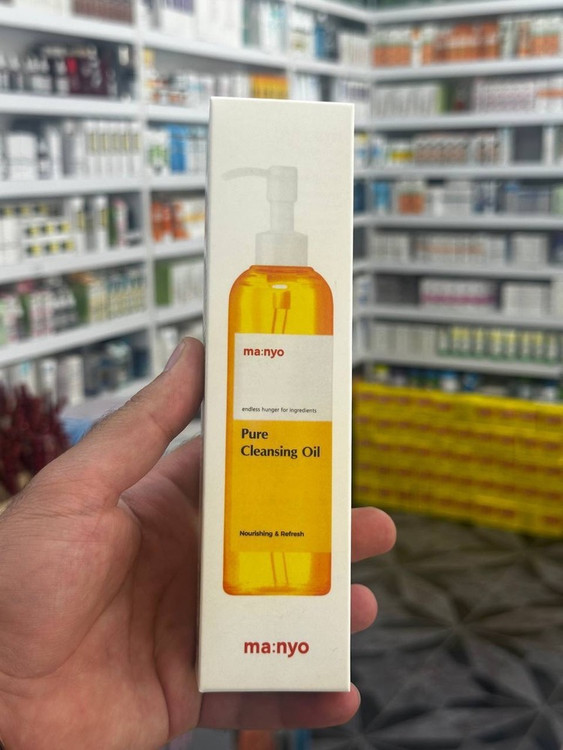 ma:nyo
endless hunger for ingredients
Pure
Cleansing Oil
Nourishing & Refresh
ma:nyo